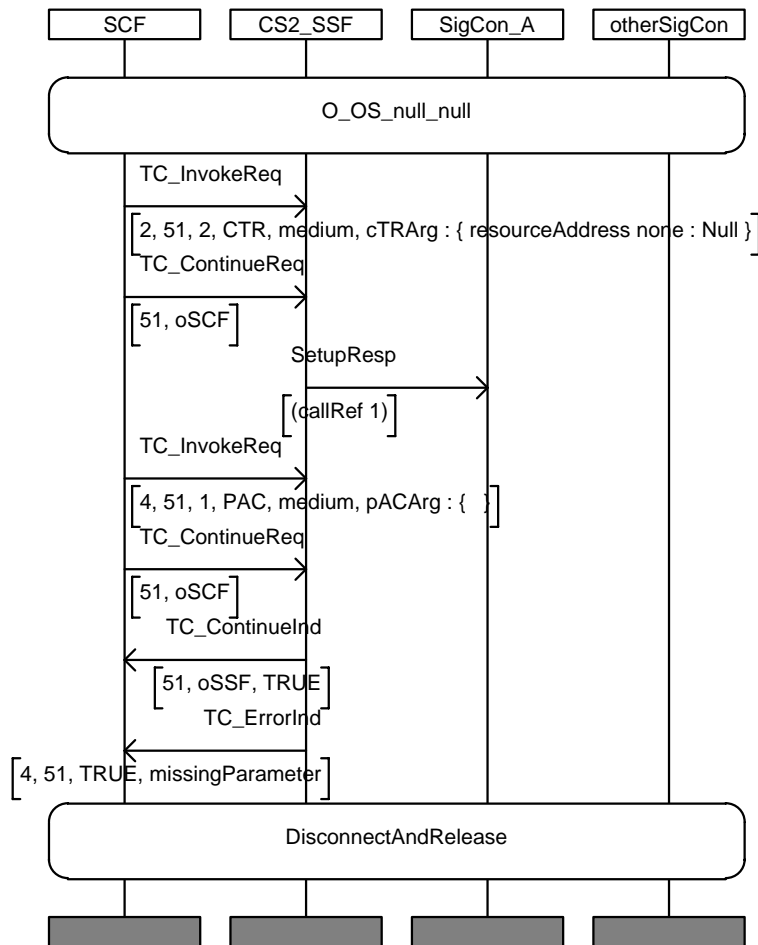 SCF CS2_SSF SigCon_A otherSigCon
O_OS_null_null
TC_InvokeReq
2, 51, 2, CTR, medium, cTRArg : { resourceAddress none : Null }
TC_ContinueReq
51, oSCF
SetupResp
(callRef 1)
TC_InvokeReq
4, 51, 1, PAC, medium, pACArg : { }
TC_ContinueReq
51, oSCF
TC_ContinueInd
51, oSSF, TRUE
TC_ErrorInd
4, 51, TRUE, missingParameter
DisconnectAndRelease